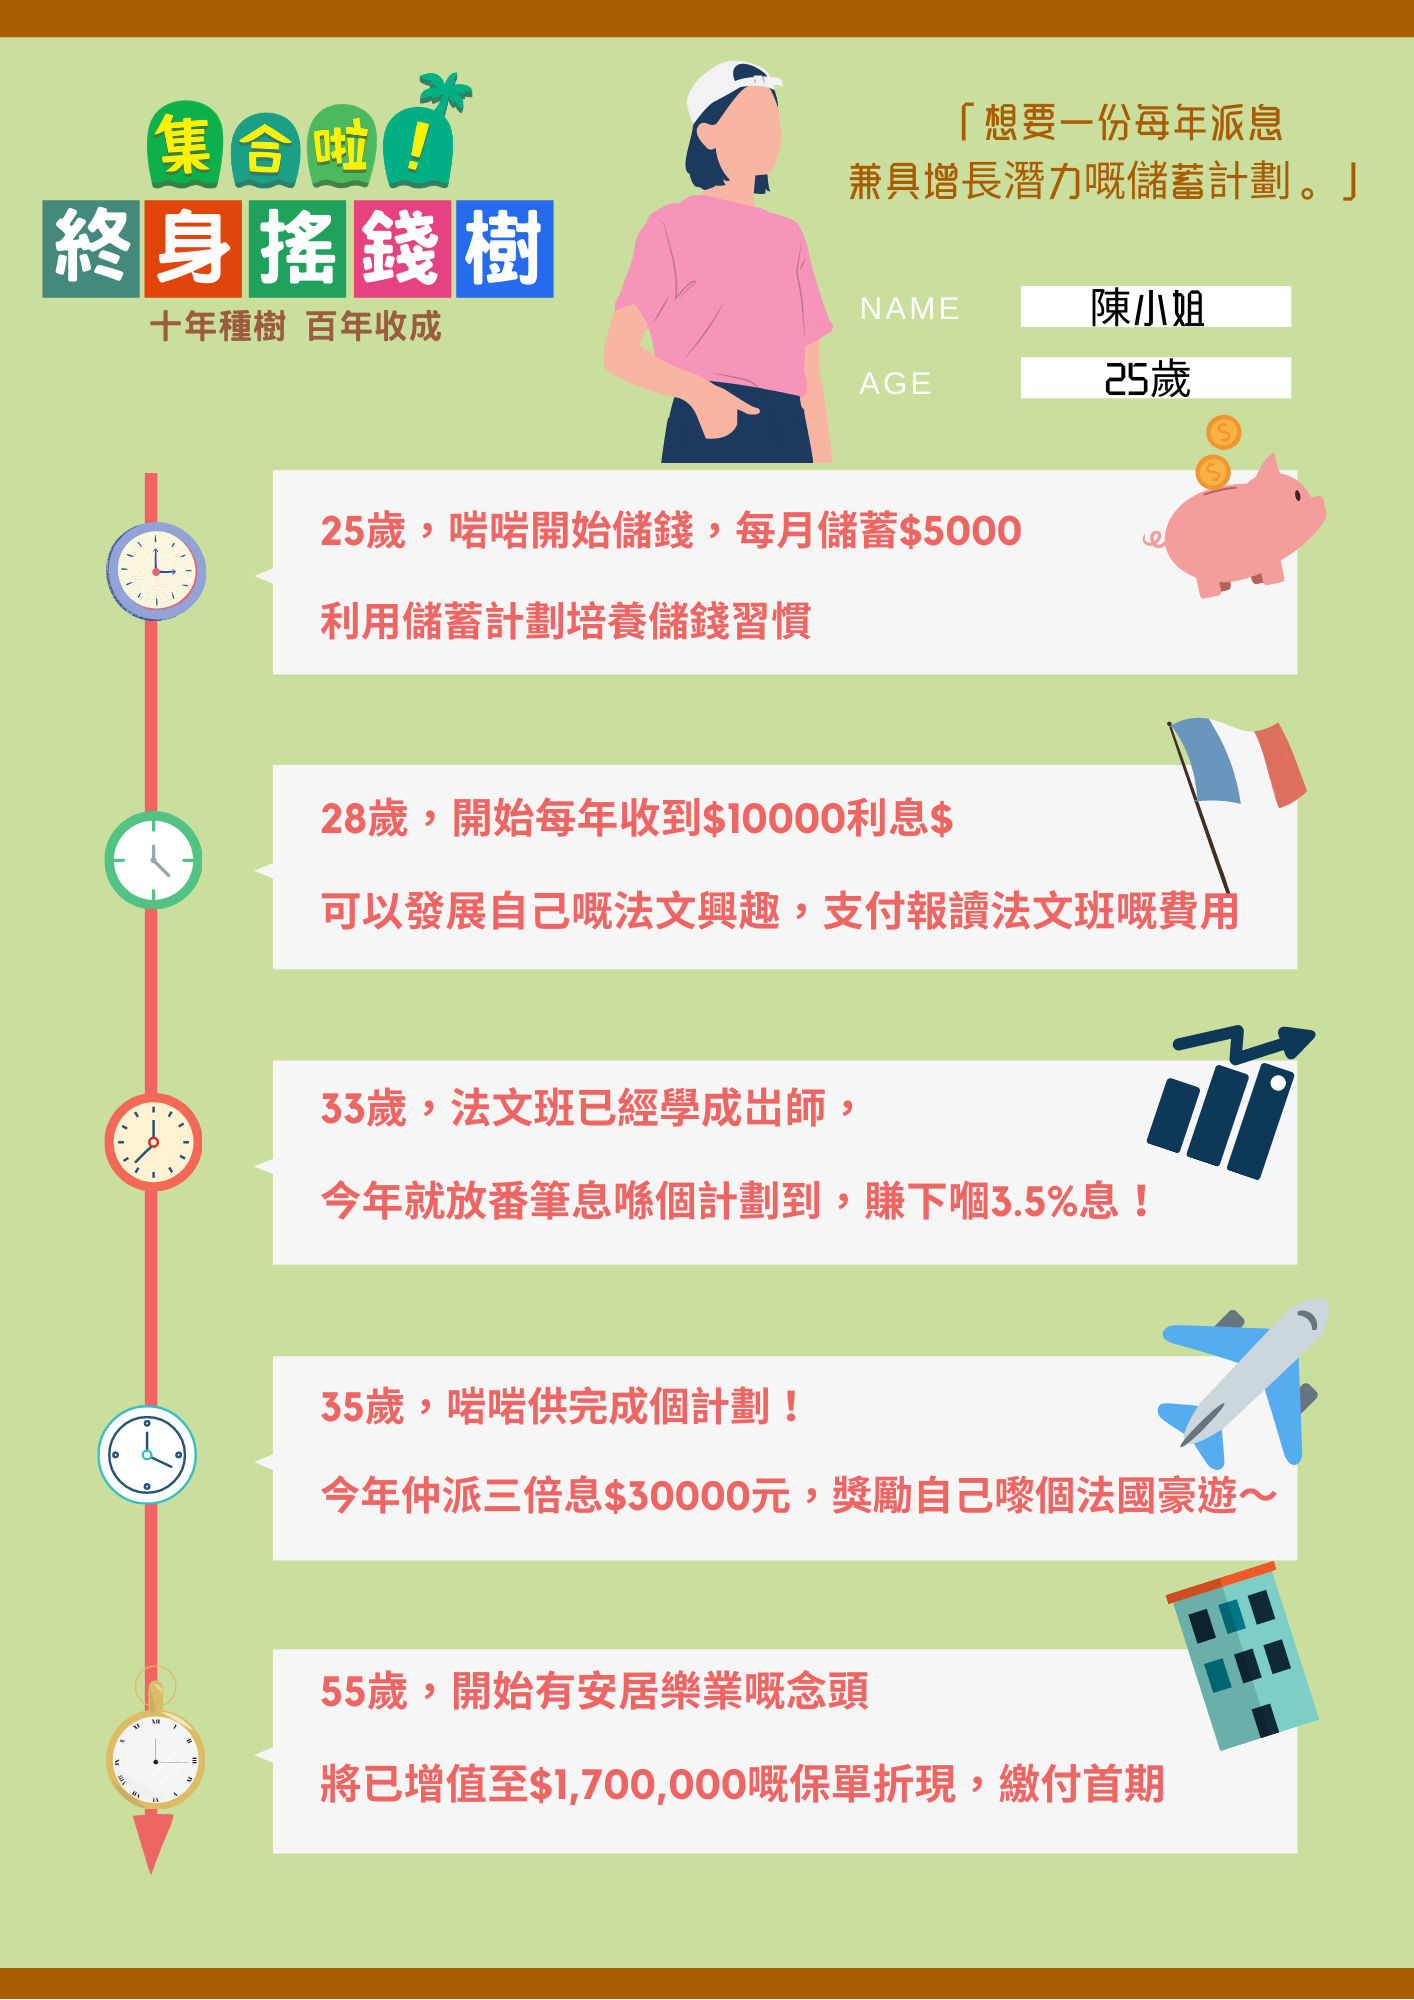 集合啦！
終身搖錢樹
十年種樹 百年收成
「想要一份每年派息
兼具增長潛力嘅儲蓄計劃。」
NAME 陳小姐
AGE 25歲
25歲，啱啱開始儲錢，每月儲蓄$5000
利用儲蓄計劃培養儲錢習慣
28歲，開始每年收到$10000利息$
可以發展自己嘅法文興趣，支付報讀法文班嘅費用
33歲，法文班已經學成出師，
今年就放番筆息喺個計劃到，賺下嗰3.5%息！
35歲，啱啱供完成個計劃！
今年仲派三倍息$30000元，獎勵自己嚟個法國豪遊～
55歲，開始有安居樂業嘅念頭
將已增值至$1,700,000嘅保單折現，繳付首期